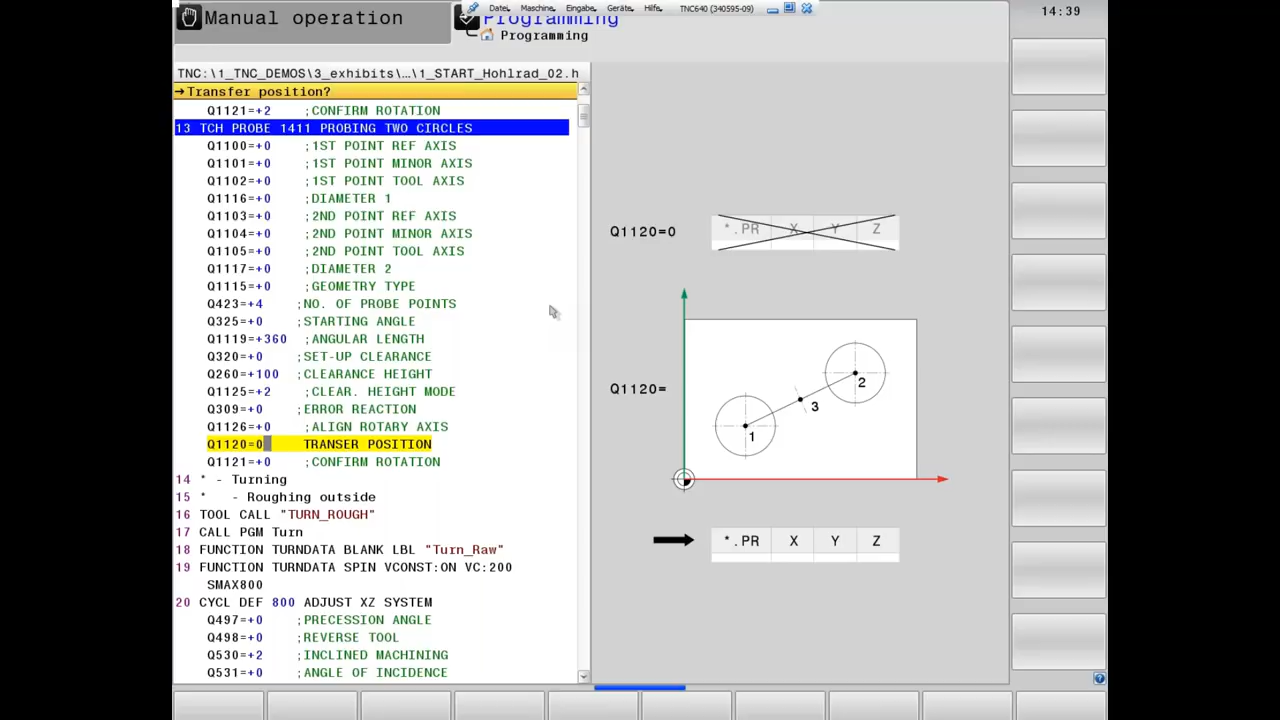 Manual operation
Datei Maschine Eingabe Geräte Hilfe TNC640 (340595-09)
Programming
Programming
14:39
TNC:\1_TNC_DEMOS\3_exhibits\...\1_START_Hohlrad_02.h
→Transfer position?
Q1121=+2 ;CONFIRM ROTATION
13 TCH PROBE 1411 PROBING TWO CIRCLES
Q1100=+0 ;1ST POINT REF AXIS
Q1101=+0 ;1ST POINT MINOR AXIS
Q1102=+0 ;1ST POINT TOOL AXIS
Q1116=+0 ;DIAMETER 1
Q1103=+0 ;2ND POINT REF AXIS
Q1104=+0 ;2ND POINT MINOR AXIS
Q1105=+0 ;2ND POINT TOOL AXIS
Q1117=+0 ;DIAMETER 2
Q1115=+0 ;GEOMETRY TYPE
Q423=+4 ;NO. OF PROBE POINTS
Q325=+0 ;STARTING ANGLE
Q1119=+360 ;ANGULAR LENGTH
Q320=+0 ;SET-UP CLEARANCE
Q260=+100 ;CLEARANCE HEIGHT
Q1125=+2 ;CLEAR. HEIGHT MODE
Q309=+0 ;ERROR REACTION
Q1126=+0 ;ALIGN ROTARY AXIS
Q1120=0 TRANSER POSITION
Q1121=+0 ;CONFIRM ROTATION
14 * - Turning
15 * - Roughing outside
16 TOOL CALL "TURN_ROUGH"
17 CALL PGM Turn
18 FUNCTION TURNDATA BLANK LBL "Turn_Raw"
19 FUNCTION TURNDATA SPIN VCONST:ON VC:200
SMAX800
20 CYCL DEF 800 ADJUST XZ SYSTEM
Q497=+0 ;PRECESSION ANGLE
Q498=+0 ;REVERSE TOOL
Q530=+2 ;INCLINED MACHINING
Q531=+0 ;ANGLE OF INCIDENCE
Q1120=0 *.PR X Y Z
Q1120=
1
2
3
*.PR X Y Z